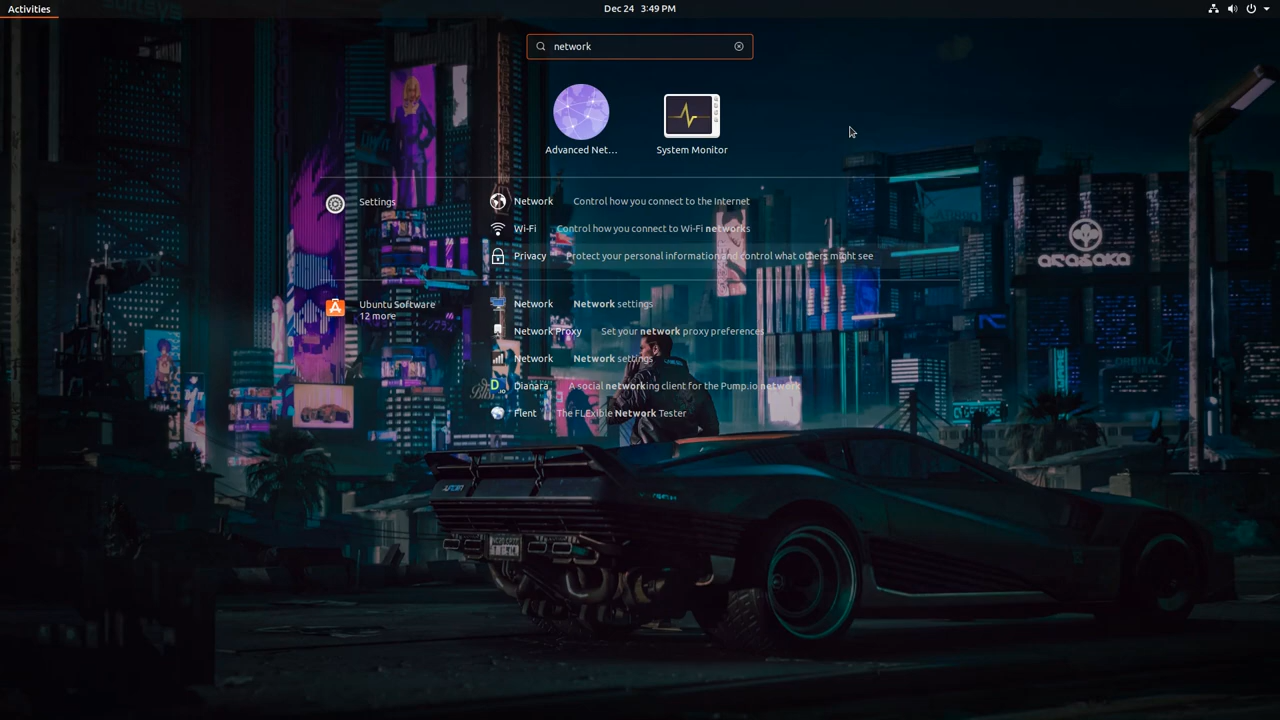 Activities
Dec 24 3:49 PM
network
Advanced Net...
System Monitor
Settings
Network Control how you connect to the Internet
Wi-Fi Control how you connect to Wi-Fi networks
Privacy Protect your personal information and control what others might see
arasaka
Ubuntu Software
12 more
Network Network settings
Network Proxy Set your network proxy preferences
Network Network settings
Dianara A social networking client for the Pump.io network
Flent The FLExible Network Tester